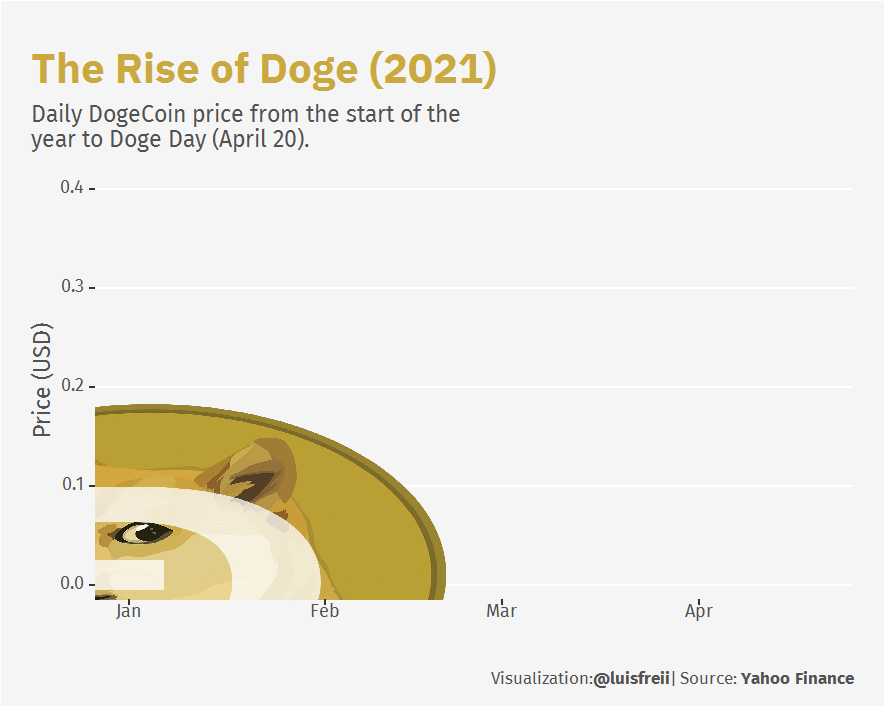 The Rise of Doge (2021)
Daily DogeCoin price from the start of the
year to Doge Day (April 20).
0.4
0.3
0.2
0.1
0.0
Price (USD)
Jan Feb Mar Apr
Visualization:@luisfreii| Source: Yahoo Finance